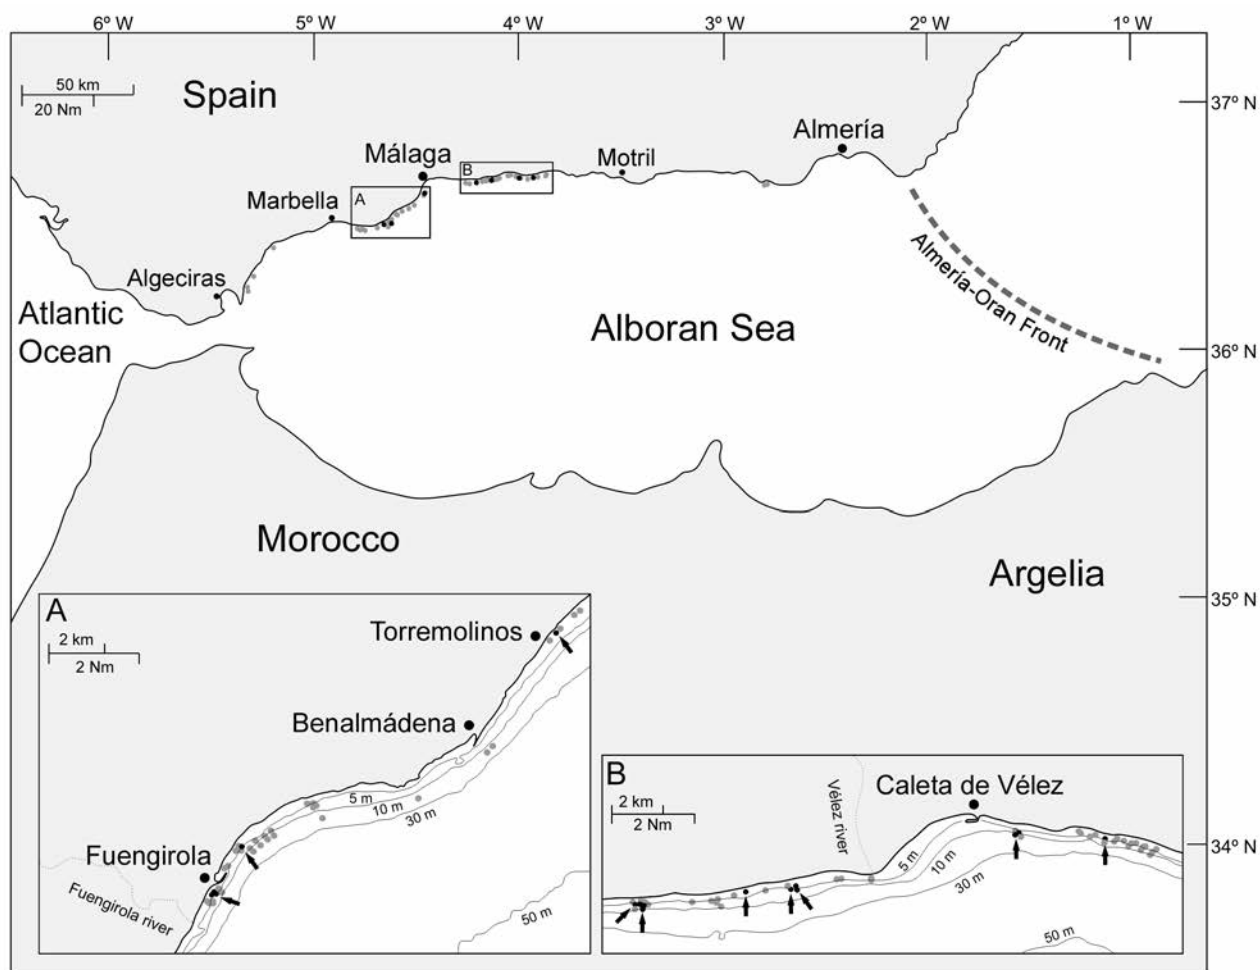 6º W
5º W
4º W
3º W
2º W
1º W
50 km
20 Nm
Spain
37º N
Almería
Málaga
Motril
B
Marbella
A
Algeciras
Almería-Oran Front
Atlantic
Ocean
Alboran Sea
36º N
Morocco
Argelia
35º N
A
Torremolinos
2 km
2 Nm
Benalmádena
5 m
10 m
30 m
Fuengirola
Fuengirola river
50 m
B
Caleta de Vélez
2 km
2 Nm
Vélez river
5 m
10 m
30 m
50 m
34º N